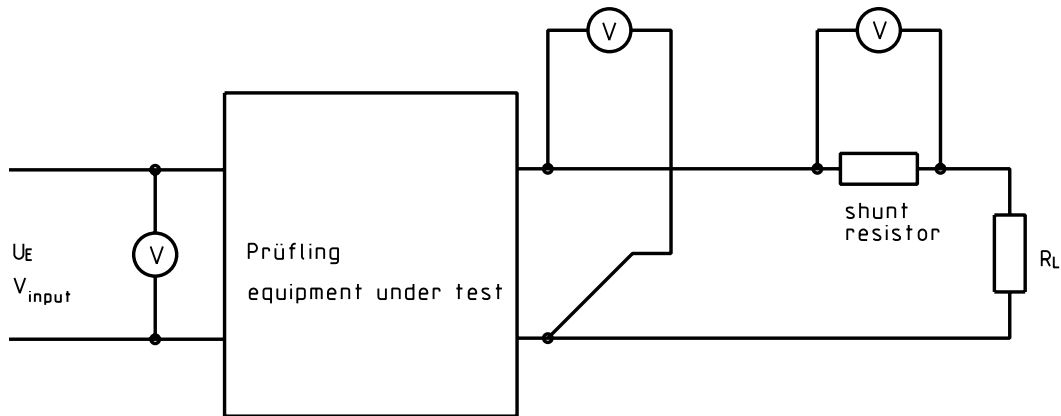 V
V
UE
Vinput
V
Prüfling
equipment under test
shunt
resistor
RL